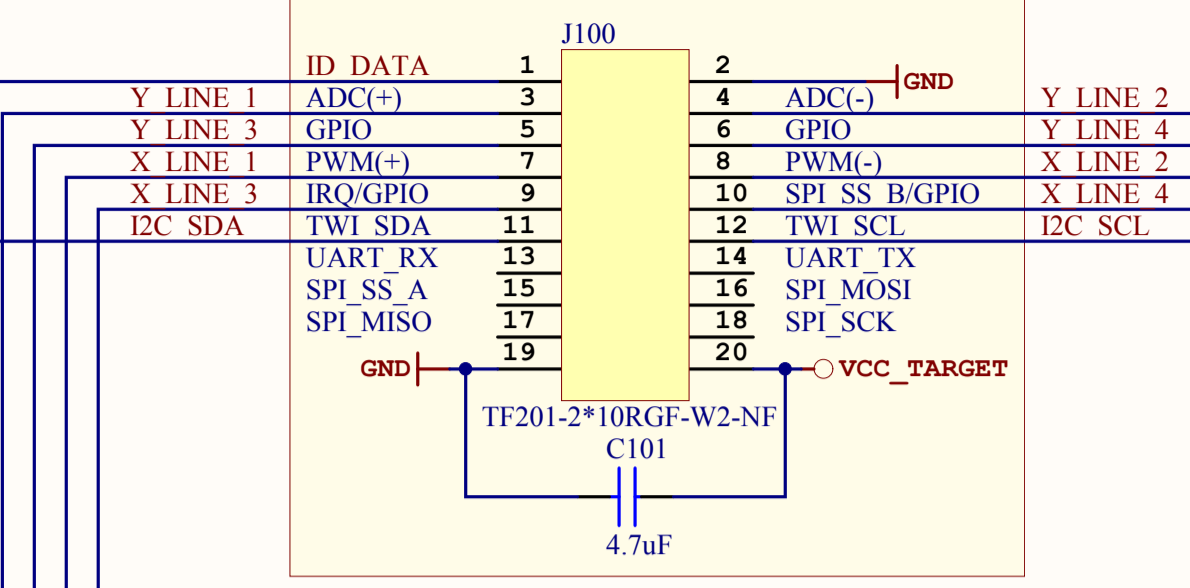 J100
ID_DATA 1 2 GND
Y_LINE_1 ADC(+) 3 4 ADC(-) Y_LINE_2
Y_LINE_3 GPIO 5 6 GPIO Y_LINE_4
X_LINE_1 PWM(+) 7 8 PWM(-) X_LINE_2
X_LINE_3 IRQ/GPIO 9 10 SPI_SS_B/GPIO X_LINE_4
I2C_SDA TWI_SDA 11 12 TWI_SCL I2C_SCL
UART_RX 13 14 UART_TX
SPI_SS_A 15 16 SPI_MOSI
SPI_MISO 17 18 SPI_SCK
GND 19 20 VCC_TARGET
TF201-2*10RGF-W2-NF
C101
4.7uF